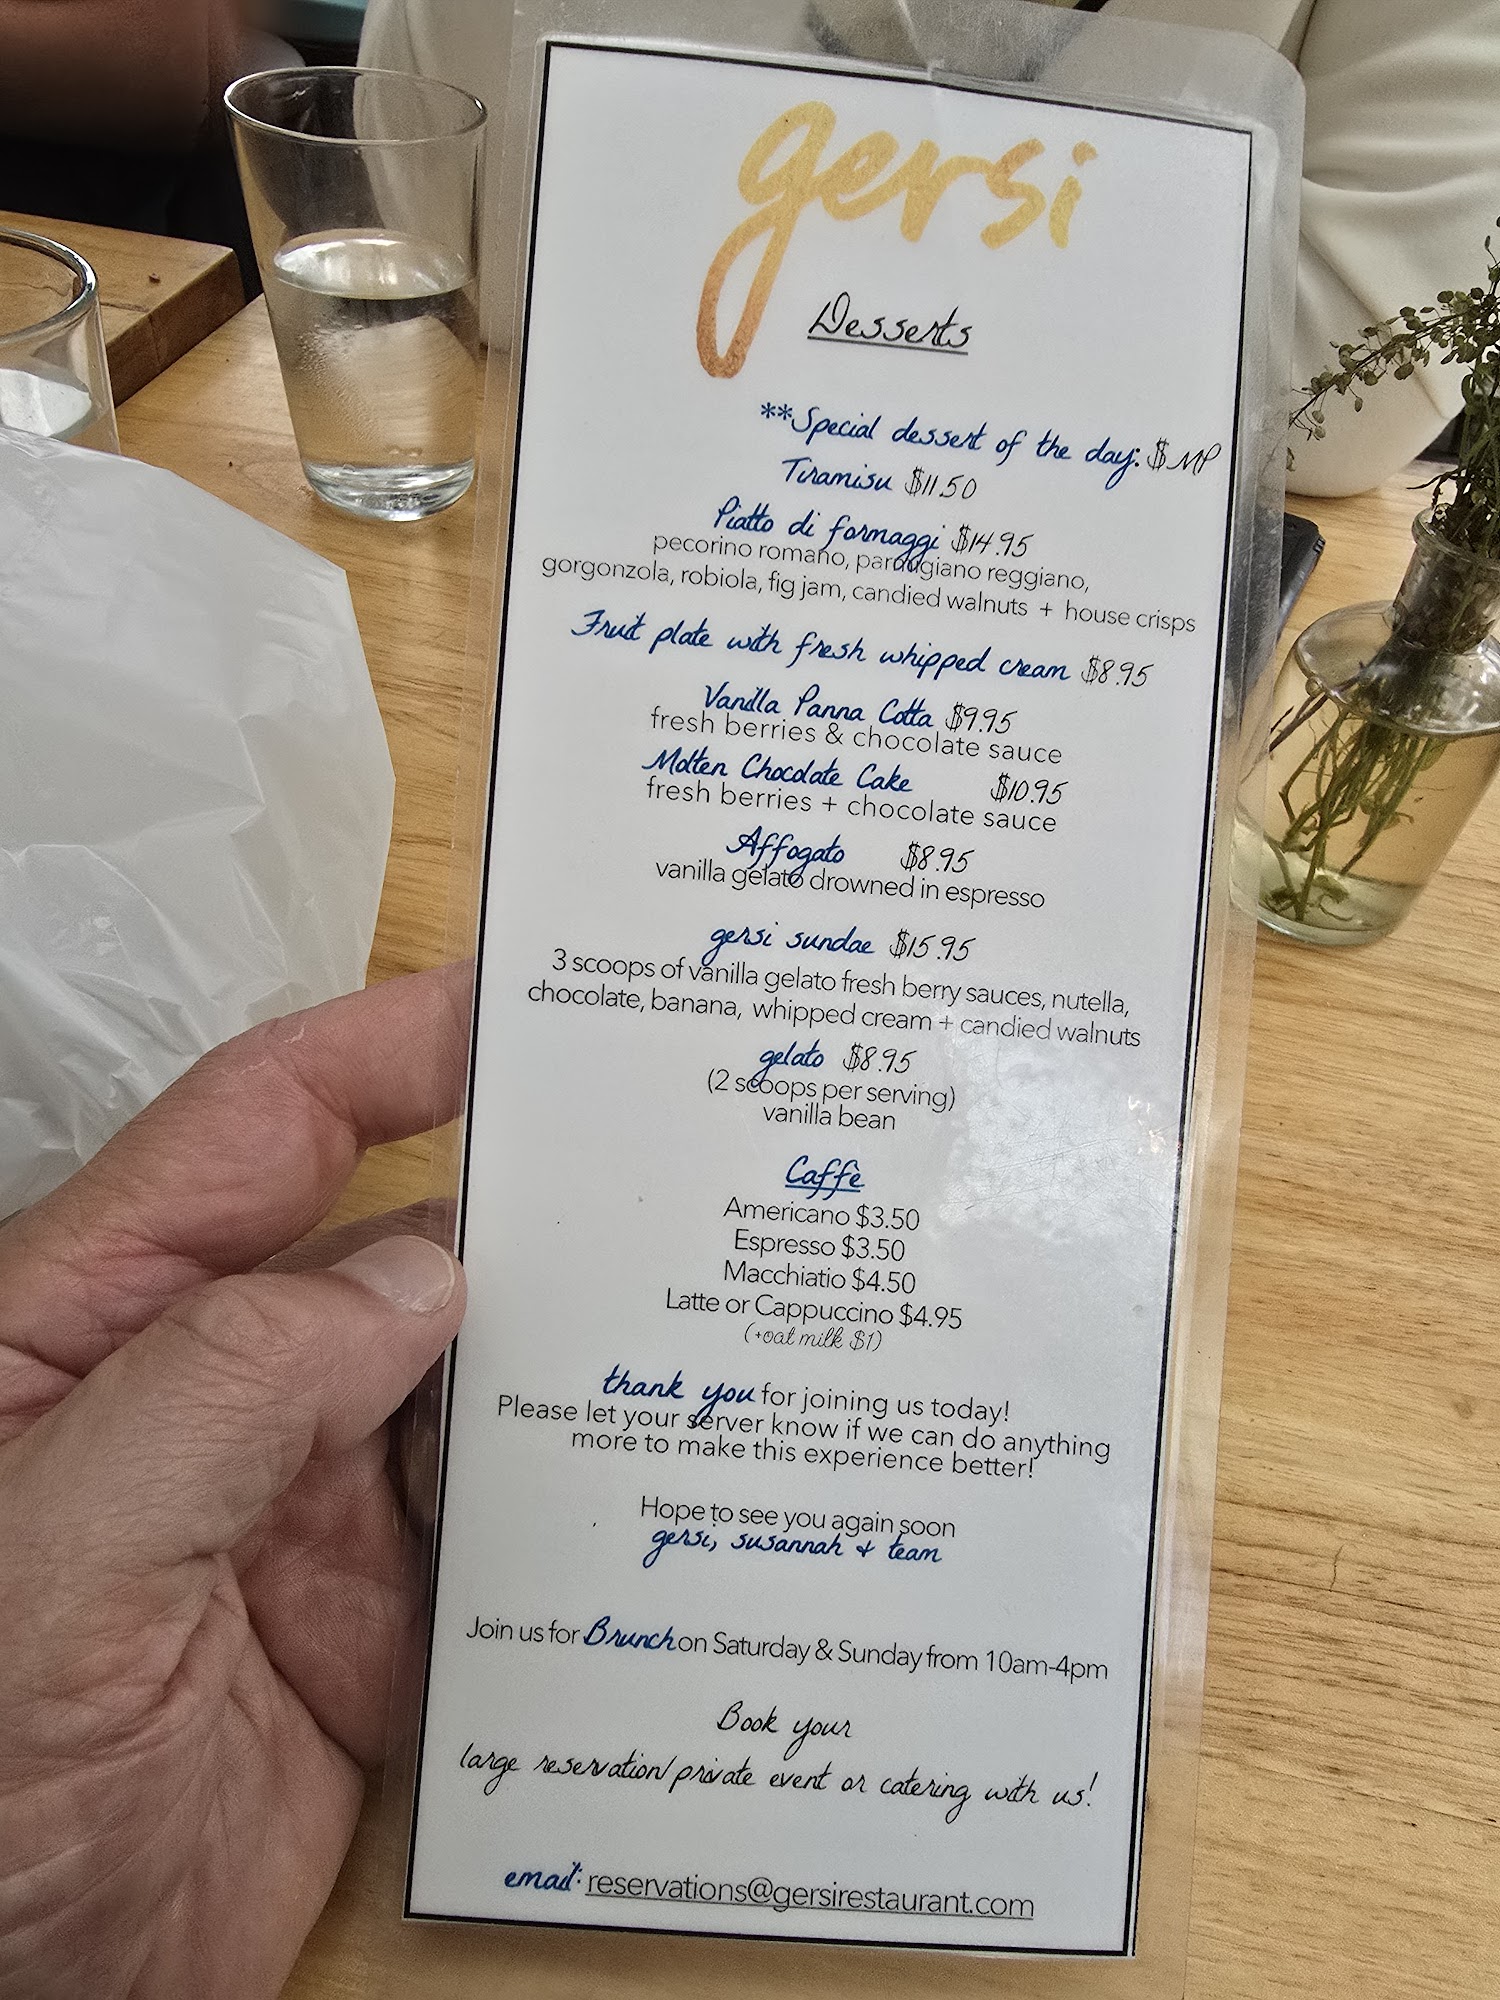 gersi
Desserts
**Special dessert of the day: $ MP
Tiramisu $11.50
Piatto di formaggi $14.95
pecorino romano, parmigiano reggiano,
gorgonzola, robiola, fig jam, candied walnuts + house crisps
Fruit plate with fresh whipped cream $8.95
Vanilla Panna Cotta $9.95
fresh berries & chocolate sauce
Molten Chocolate Cake $10.95
fresh berries + chocolate sauce
Affogato $8.95
vanilla gelato drowned in espresso
gersi sundae $15.95
3 scoops of vanilla gelato fresh berry sauces, nutella,
chocolate, banana, whipped cream + candied walnuts
gelato $8.95
(2 scoops per serving)
vanilla bean
Caffè
Americano $3.50
Espresso $3.50
Macchiatio $4.50
Latte or Cappuccino $4.95
(+oat milk $1)
thank you for joining us today!
Please let your server know if we can do anything
more to make this experience better!
Hope to see you again soon
gersi, susannah + team
Join us for Brunch on Saturday & Sunday from 10am-4pm
Book your
large reservation/private event or catering with us!
email: reservations@gersirestaurant.com